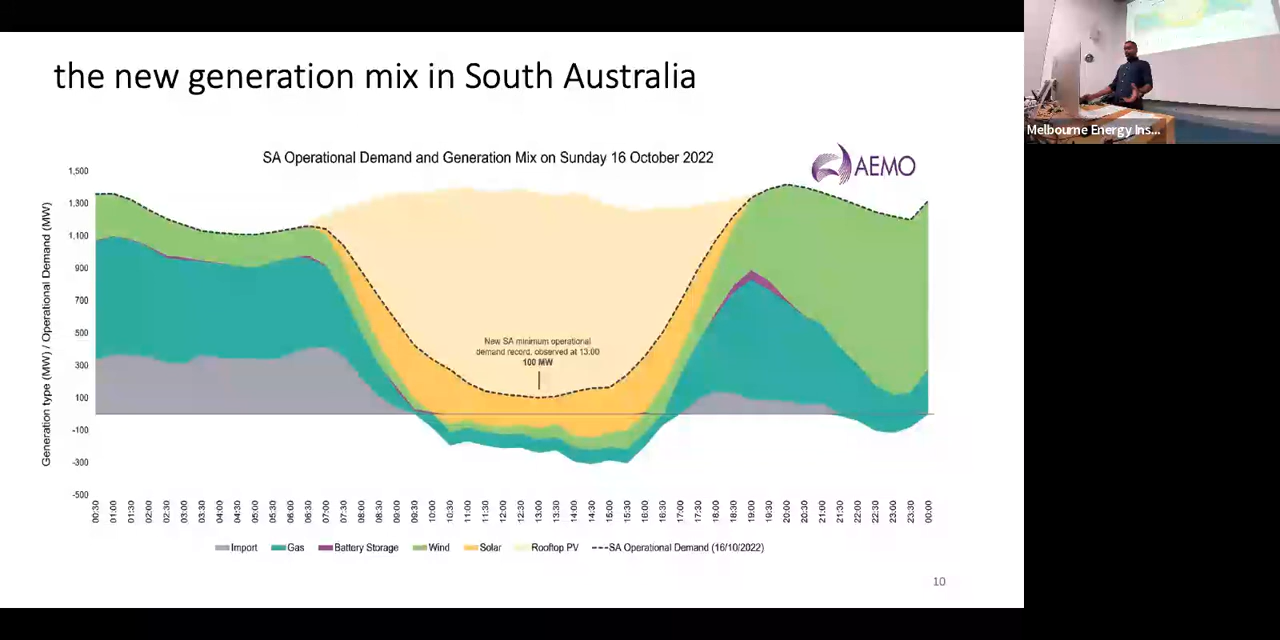 the new generation mix in South Australia
SA Operational Demand and Generation Mix on Sunday 16 October 2022
AEMO
Generation type (MW) / Operational Demand (MW)
1,500
1,300
1,100
900
700
500
300
100
-100
-300
-500
New SA minimum operational
demand record, observed at 13:00
100 MW
00:30 01:00 01:30 02:00 02:30 03:00 03:30 04:00 04:30 05:00 05:30 06:00 06:30 07:00 07:30 08:00 08:30 09:00 09:30 10:00 10:30 11:00 11:30 12:00 12:30 13:00 13:30 14:00 14:30 15:00 15:30 16:00 16:30 17:00 17:30 18:00 18:30 19:00 19:30 20:00 20:30 21:00 21:30 22:00 22:30 23:00 23:30 00:00
Import Gas Battery Storage Wind Solar Rooftop PV SA Operational Demand (16/10/2022)
10
Melbourne Energy Ins...